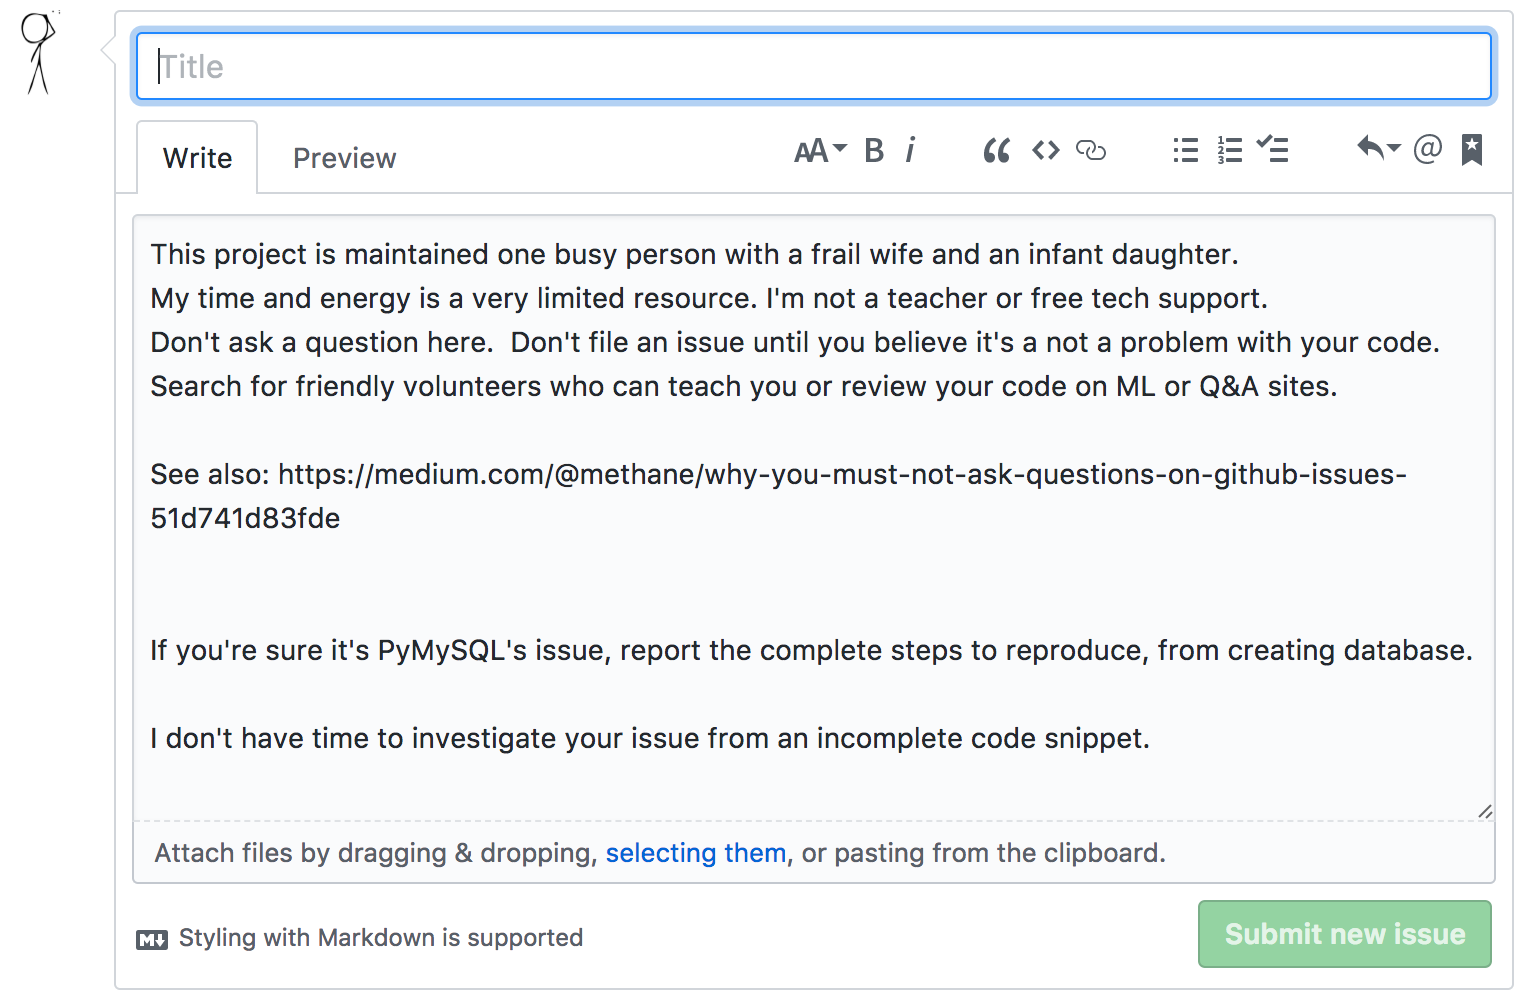 Title
Write Preview
This project is maintained one busy person with a frail wife and an infant daughter.
My time and energy is a very limited resource. I'm not a teacher or free tech support.
Don't ask a question here.  Don't file an issue until you believe it's a not a problem with your code.
Search for friendly volunteers who can teach you or review your code on ML or Q&A sites.
See also: https://medium.com/@methane/why-you-must-not-ask-questions-on-github-issues-
51d741d83fde
If you're sure it's PyMySQL's issue, report the complete steps to reproduce, from creating database.
I don't have time to investigate your issue from an incomplete code snippet.
Attach files by dragging & dropping, selecting them, or pasting from the clipboard.
Styling with Markdown is supported
Submit new issue